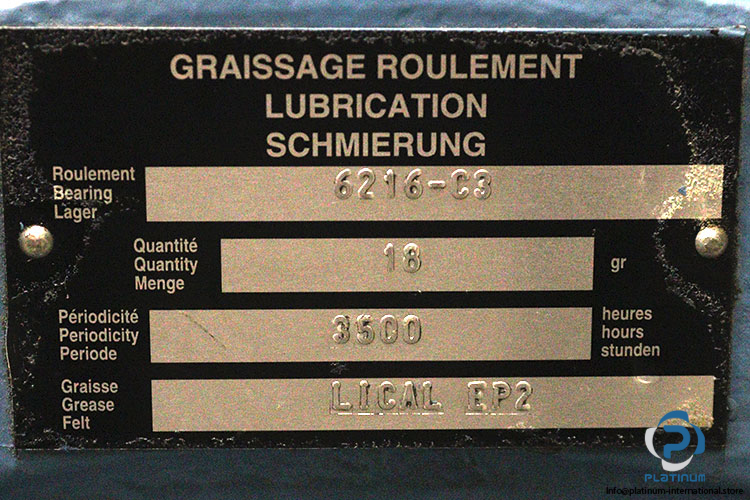 GRAISSAGE ROULEMENT
LUBRICATION
SCHMIERUNG
Roulement
Bearing
Lager
6216-C3
Quantité
Quantity
Menge
18
gr
Périodicité
Periodicity
Periode
3500
heures
hours
stunden
Graisse
Grease
Felt
LICAL EP2
PLATINUM
Info@platinum-international.store